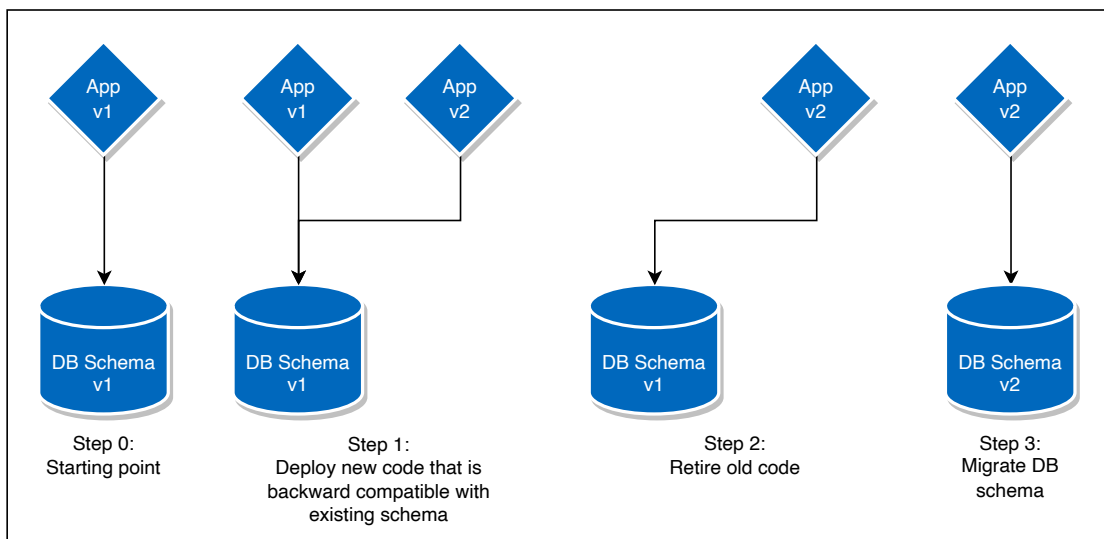 App
v1
App
v1
App
v2
App
v2
App
v2
DB Schema
v1
DB Schema
v1
DB Schema
v1
DB Schema
v2
Step 0:
Starting point
Step 1:
Deploy new code that is
backward compatible with
existing schema
Step 2:
Retire old code
Step 3:
Migrate DB
schema